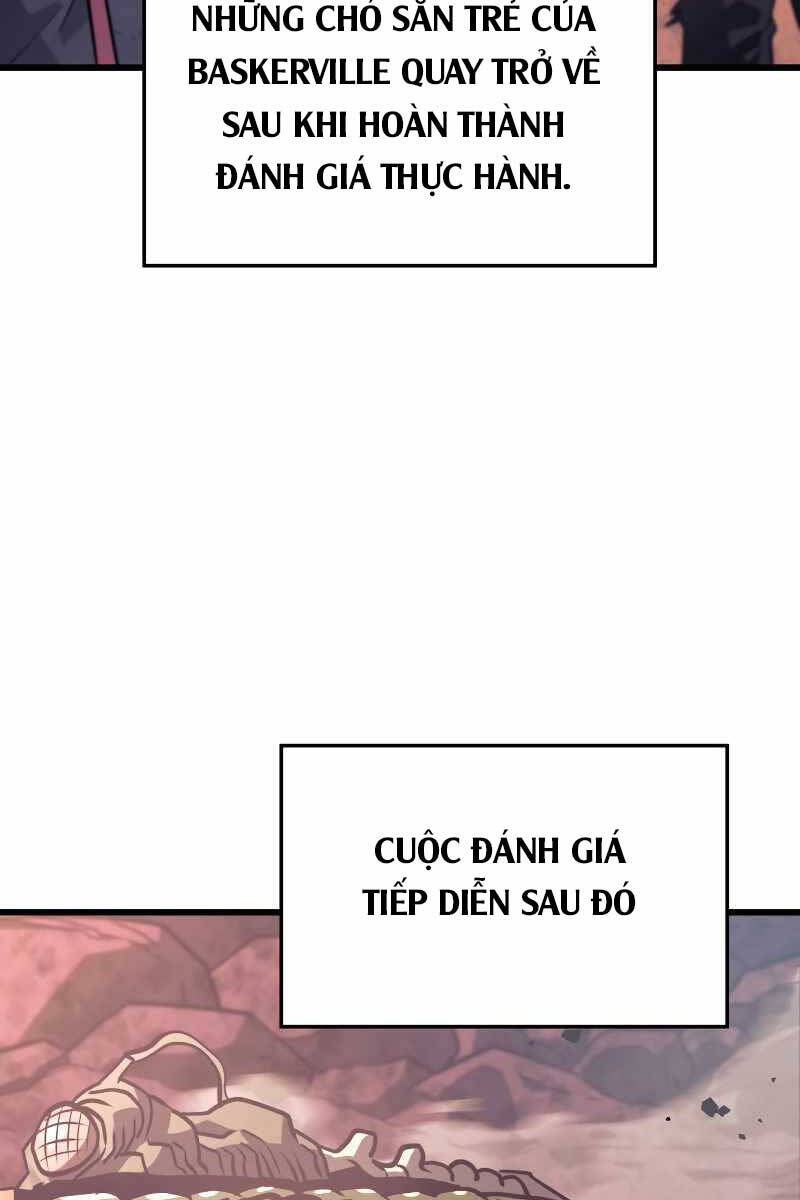 NHỮNG CHÓ SĂN TRẺ CỦA
BASKERVILLE QUAY TRỞ VỀ
SAU KHI HOÀN THÀNH
ĐÁNH GIÁ THỰC HÀNH.
CUỘC ĐÁNH GIÁ
TIẾP DIỄN SAU ĐÓ